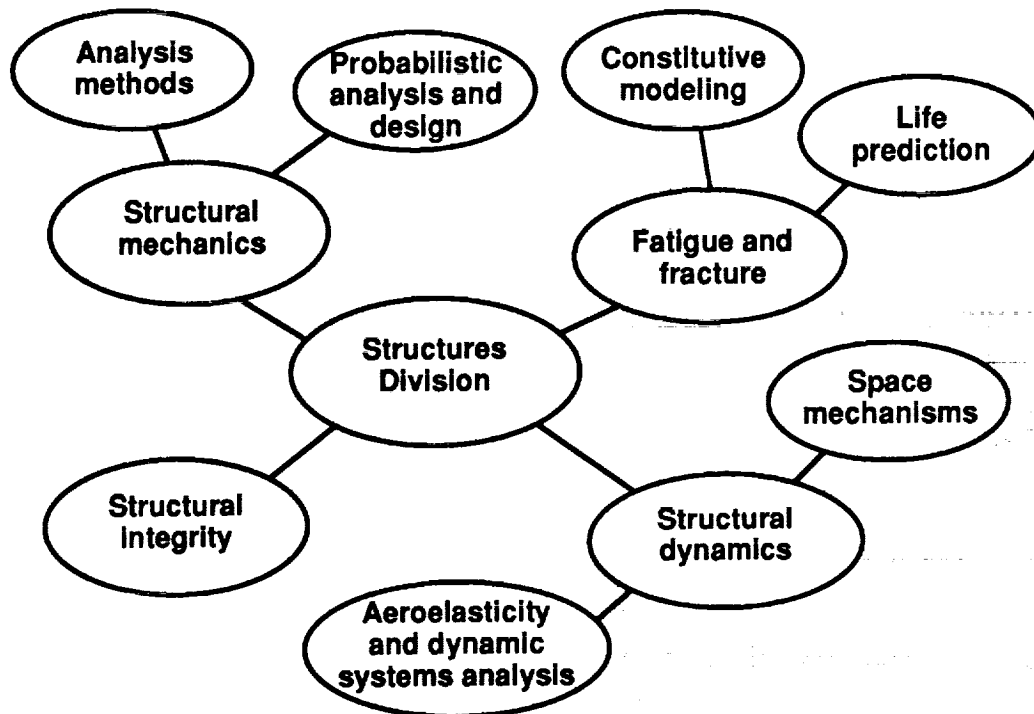 Analysis
methods
Probabilistic
analysis and
design
Constitutive
modeling
Life
prediction
Structural
mechanics
Fatigue and
fracture
Structures
Division
Space
mechanisms
Structural
integrity
Structural
dynamics
Aeroelasticity
and dynamic
systems analysis